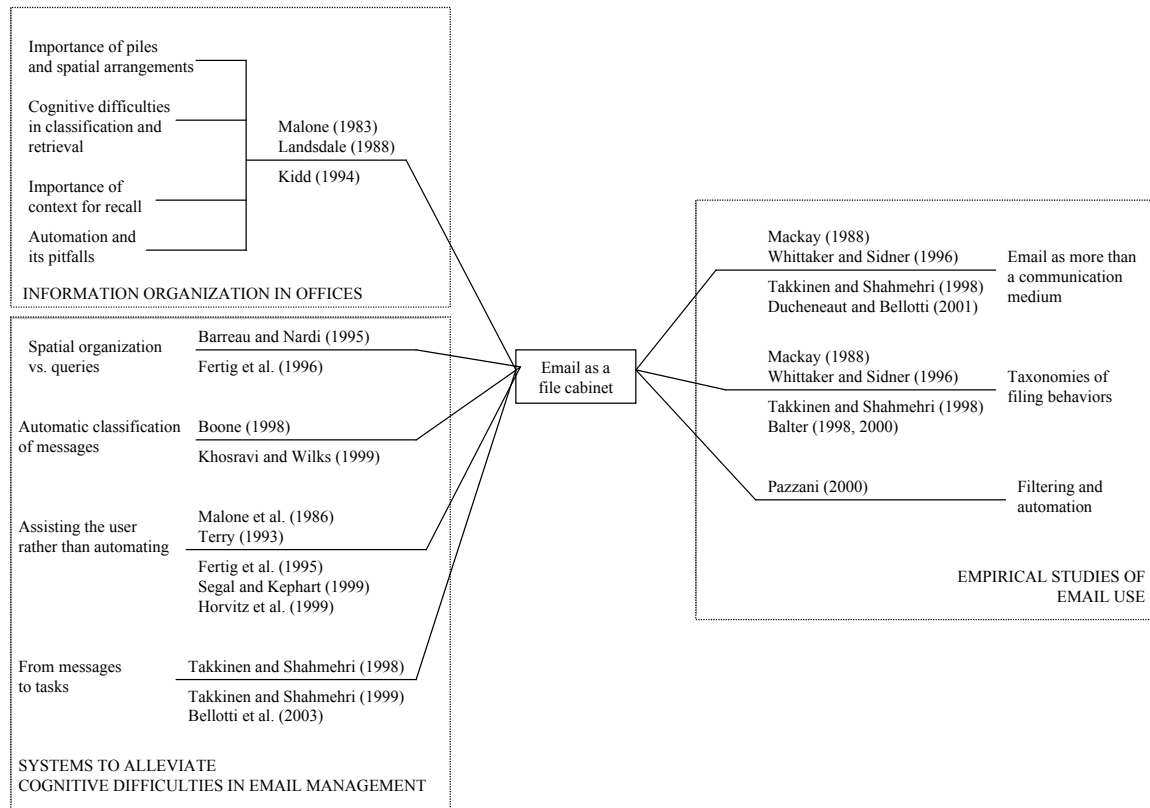 Importance of piles
and spatial arrangements
Cognitive difficulties
in classification and
retrieval
Importance of
context for recall
Automation and
its pitfalls
Malone (1983)
Landsdale (1988)
Kidd (1994)
INFORMATION ORGANIZATION IN OFFICES
Spatial organization
vs. queries
Barreau and Nardi (1995)
Fertig et al. (1996)
Automatic classification
of messages
Boone (1998)
Khosravi and Wilks (1999)
Assisting the user
rather than automating
Malone et al. (1986)
Terry (1993)
Fertig et al. (1995)
Segal and Kephart (1999)
Horvitz et al. (1999)
From messages
to tasks
Takkinen and Shahmehri (1998)
Takkinen and Shahmehri (1999)
Bellotti et al. (2003)
SYSTEMS TO ALLEVIATE
COGNITIVE DIFFICULTIES IN EMAIL MANAGEMENT
Email as a
file cabinet
Mackay (1988)
Whittaker and Sidner (1996)
Takkinen and Shahmehri (1998)
Ducheneaut and Bellotti (2001)
Email as more than
a communication
medium
Mackay (1988)
Whittaker and Sidner (1996)
Takkinen and Shahmehri (1998)
Balter (1998, 2000)
Taxonomies of
filing behaviors
Pazzani (2000)
Filtering and
automation
EMPIRICAL STUDIES OF
EMAIL USE